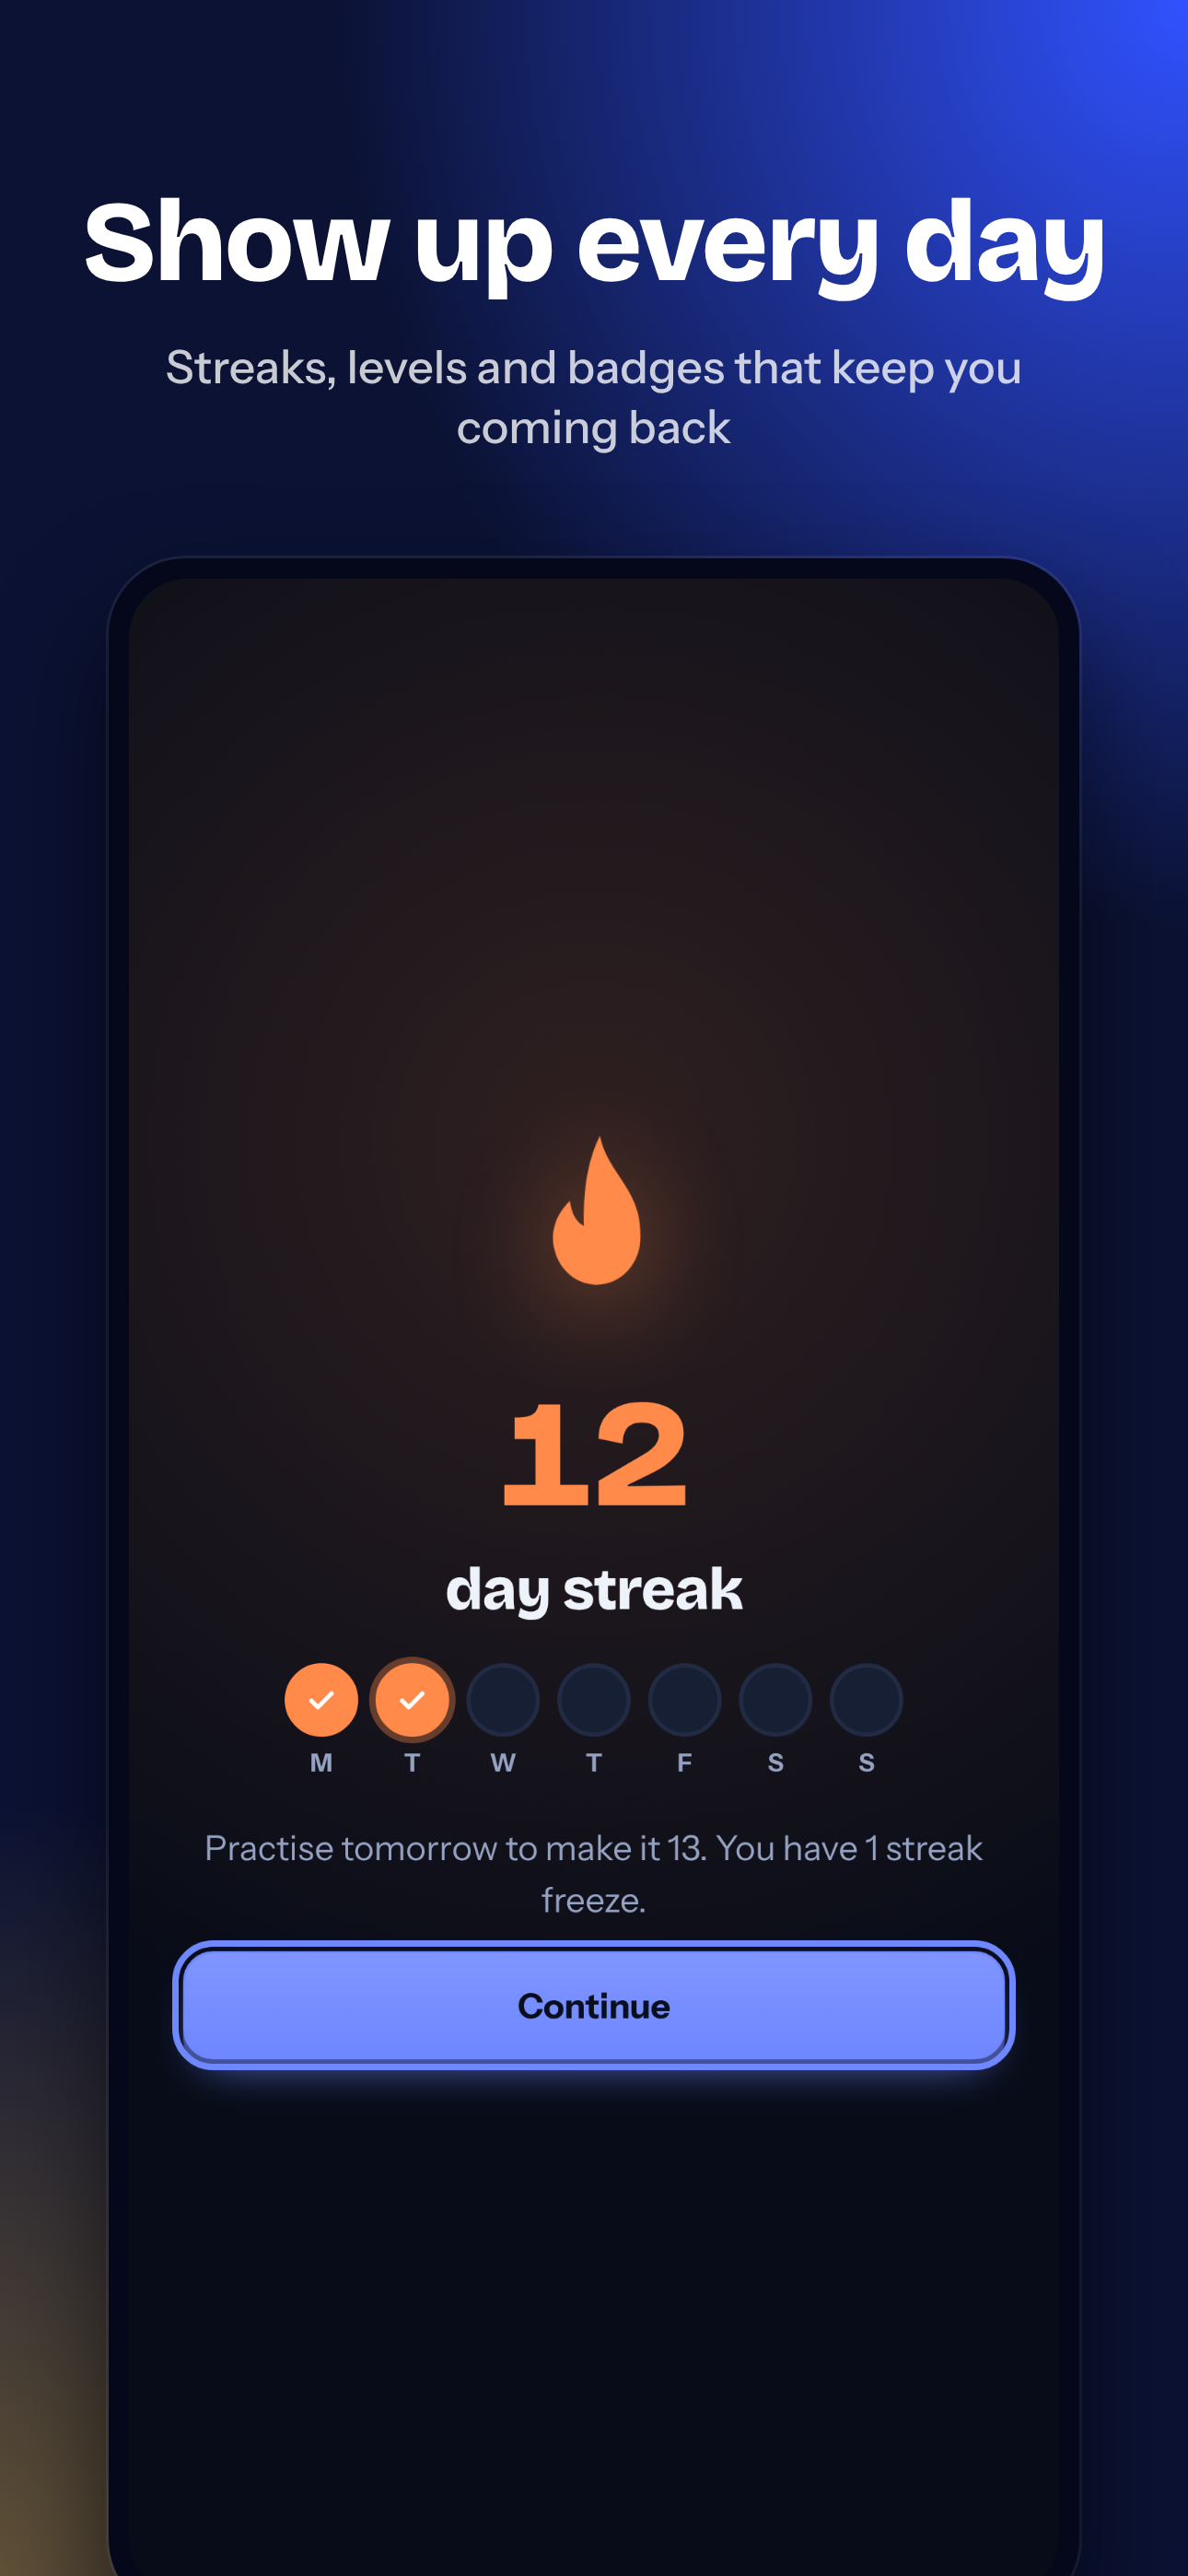 Show up every day
Streaks, levels and badges that keep you
coming back
12
day streak
M T W T F S S
Practise tomorrow to make it 13. You have 1 streak
freeze.
Continue